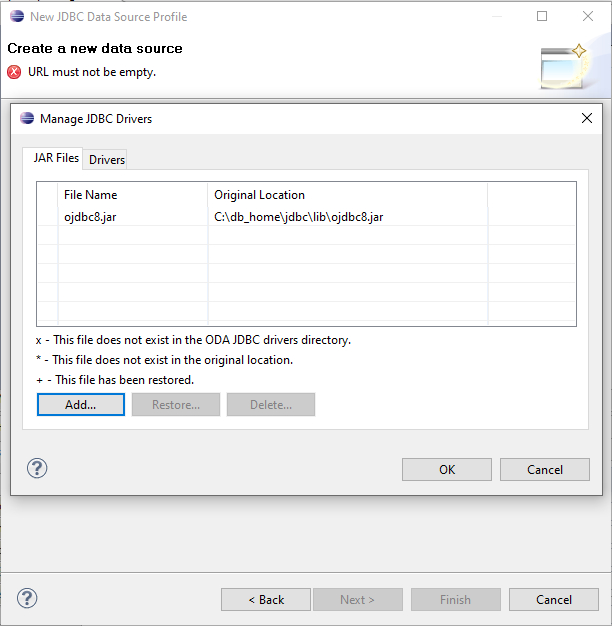 New JDBC Data Source Profile
Create a new data source
URL must not be empty.
Manage JDBC Drivers
JAR Files Drivers
File Name Original Location
ojdbc8.jar C:\db_home\jdbc\lib\ojdbc8.jar
x - This file does not exist in the ODA JDBC drivers directory.
* - This file does not exist in the original location.
+ - This file has been restored.
Add... Restore... Delete...
? OK Cancel
? < Back Next > Finish Cancel